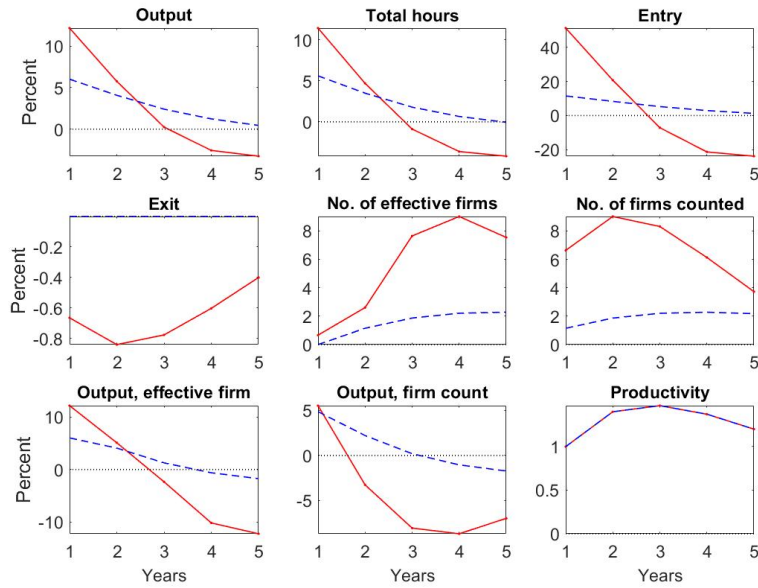 Output
Total hours
Entry
Percent
10
5
0
10
5
0
40
20
0
-20
1 2 3 4 5
1 2 3 4 5
1 2 3 4 5
Exit
No. of effective firms
No. of firms counted
Percent
-0.2
-0.4
-0.6
-0.8
8
6
4
2
0
8
6
4
2
0
1 2 3 4 5
1 2 3 4 5
1 2 3 4 5
Output, effective firm
Output, firm count
Productivity
Percent
10
0
-10
5
0
-5
1
0.5
0
1 2 3 4 5
1 2 3 4 5
1 2 3 4 5
Years
Years
Years